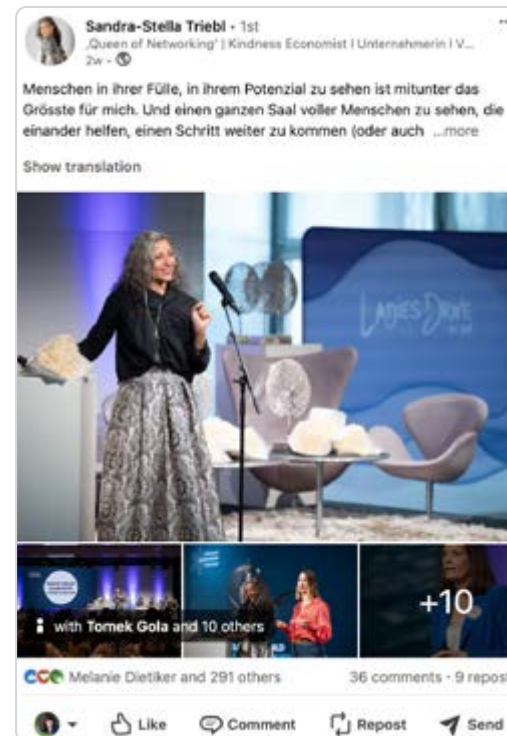 Sandra-Stella Triebl • 1st
„Queen of Networking' | Kindness Economist I Unternehmerin I V...
2w •
Menschen in ihrer Fülle, in ihrem Potenzial zu sehen ist mitunter das
Grösste für mich. Und einen ganzen Saal voller Menschen zu sehen, die
einander helfen, einen Schritt weiter zu kommen (oder auch ...more
Show translation
LADIES DRIVE
+10
with Tomek Gola and 10 others
Melanie Dietiker and 291 others
36 comments • 9 repost
Like
Comment
Repost
Send